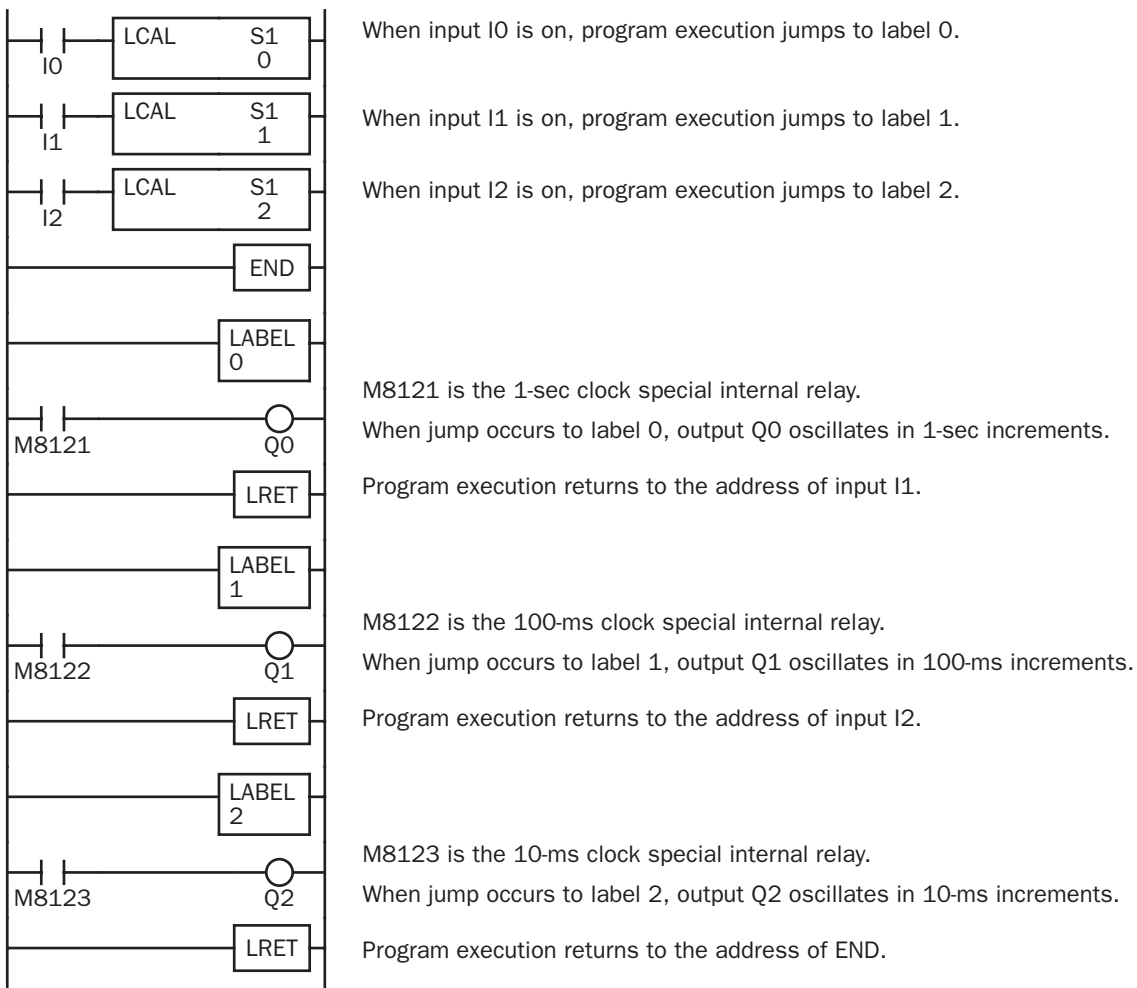 LCAL S1
0
I0
When input I0 is on, program execution jumps to label 0.
LCAL S1
1
I1
When input I1 is on, program execution jumps to label 1.
LCAL S1
2
I2
When input I2 is on, program execution jumps to label 2.
END
LABEL
0
M8121 is the 1-sec clock special internal relay.
M8121 Q0
When jump occurs to label 0, output Q0 oscillates in 1-sec increments.
LRET
Program execution returns to the address of input I1.
LABEL
1
M8122 is the 100-ms clock special internal relay.
M8122 Q1
When jump occurs to label 1, output Q1 oscillates in 100-ms increments.
LRET
Program execution returns to the address of input I2.
LABEL
2
M8123 is the 10-ms clock special internal relay.
M8123 Q2
When jump occurs to label 2, output Q2 oscillates in 10-ms increments.
LRET
Program execution returns to the address of END.